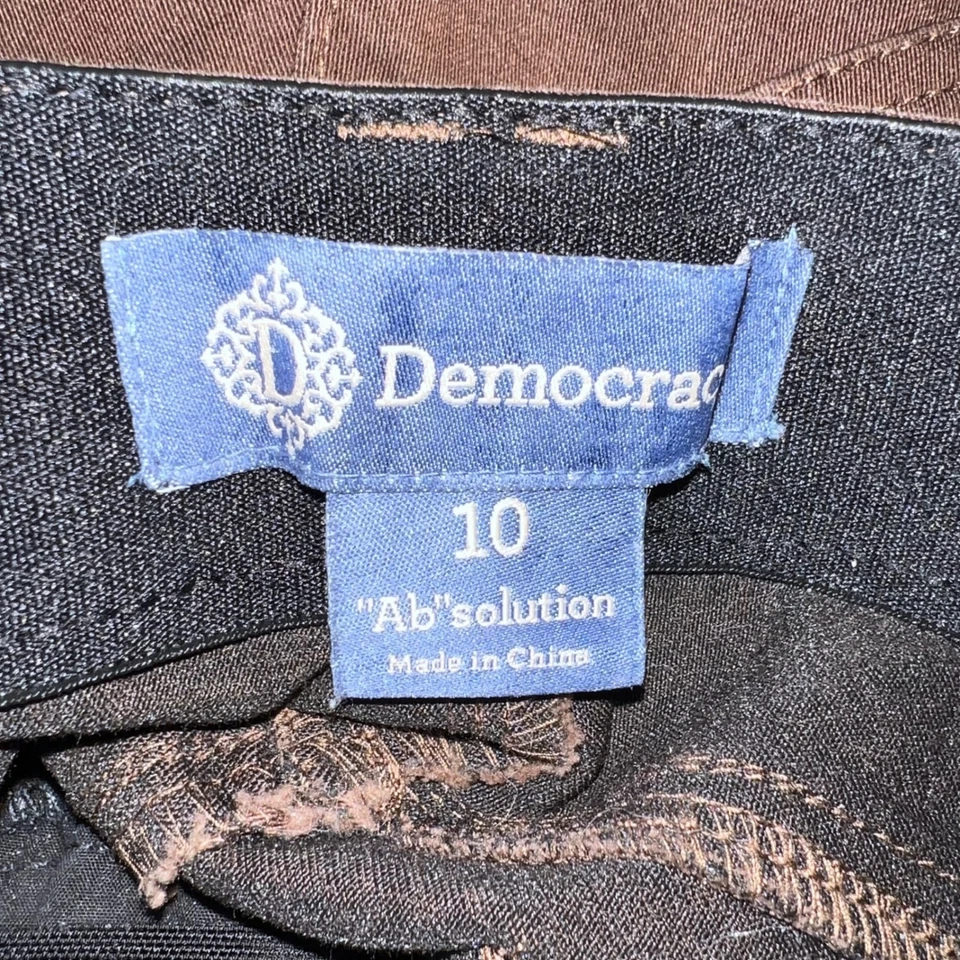 D Democrac
10
"Ab"solution
Made in China